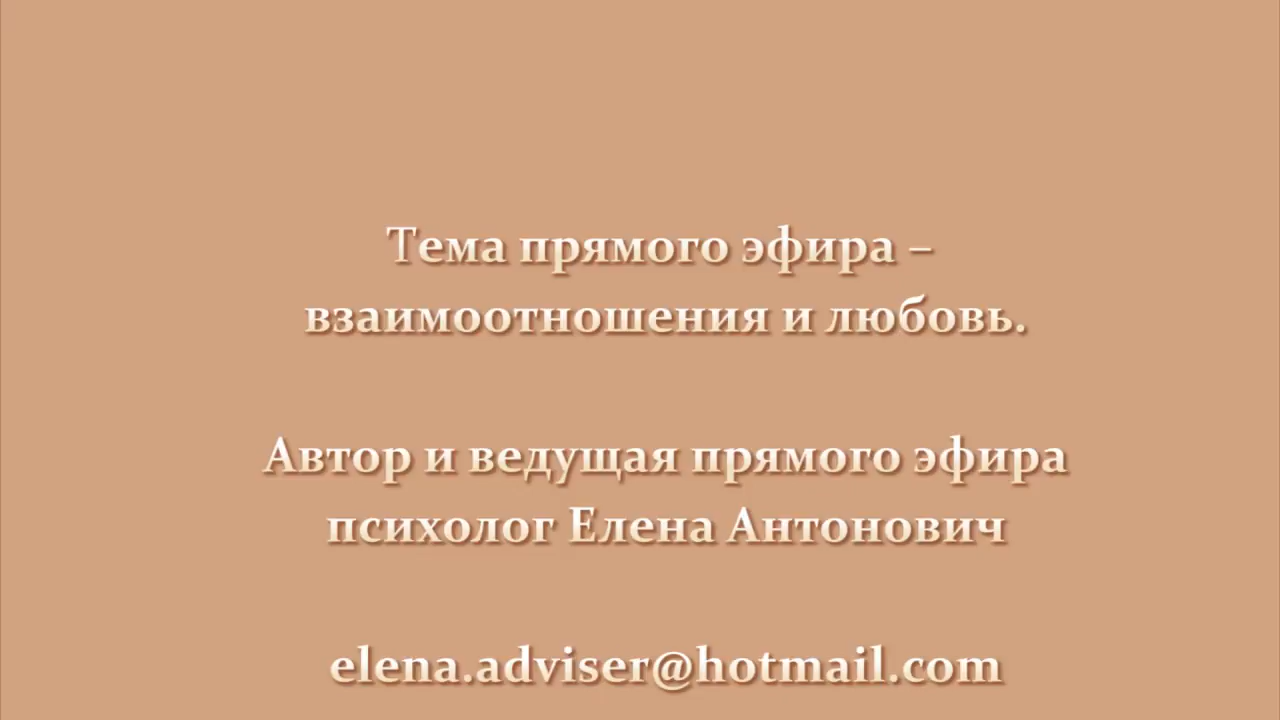 Тема прямого эфира –
взаимоотношения и любовь.
Автор и ведущая прямого эфира
психолог Елена Антонович
elena.adviser@hotmail.com